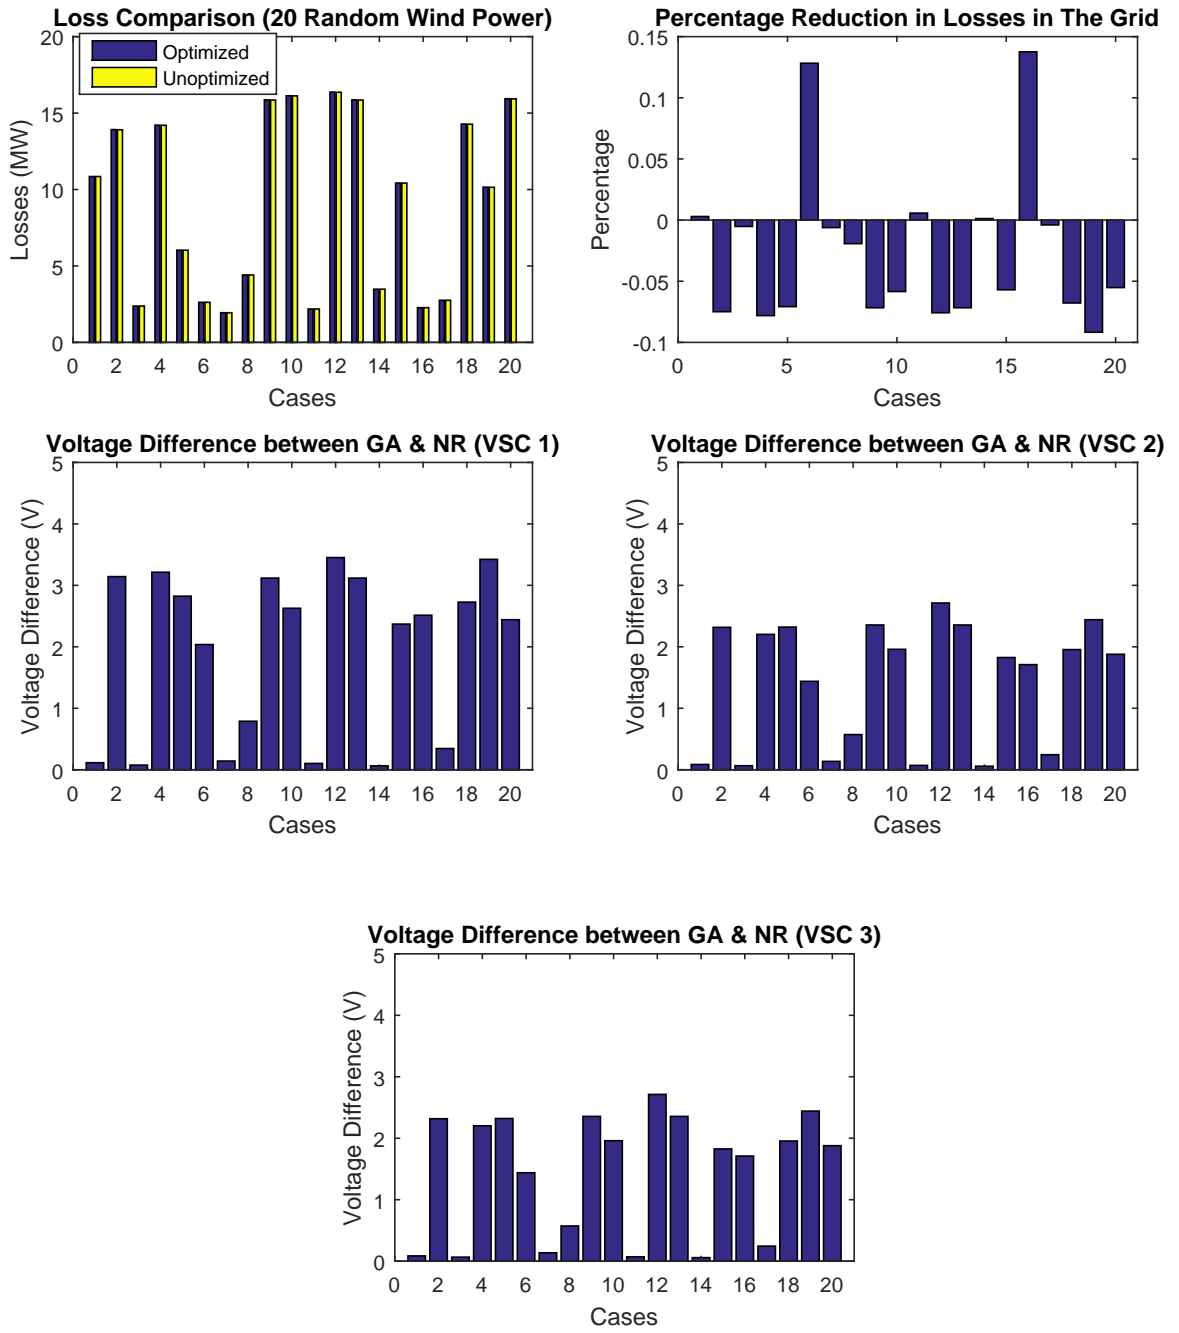 Loss Comparison (20 Random Wind Power)
20
15
10
5
0
Losses (MW)
Optimized
Unoptimized
0 2 4 6 8 10 12 14 16 18 20
Cases
Percentage Reduction in Losses in The Grid
0.15
0.1
0.05
0
-0.05
-0.1
Percentage
0 5 10 15 20
Cases
Voltage Difference between GA & NR (VSC 1)
5
4
3
2
1
0
Voltage Difference (V)
0 2 4 6 8 10 12 14 16 18 20
Cases
Voltage Difference between GA & NR (VSC 2)
5
4
3
2
1
0
Voltage Difference (V)
0 2 4 6 8 10 12 14 16 18 20
Cases
Voltage Difference between GA & NR (VSC 3)
5
4
3
2
1
0
Voltage Difference (V)
0 2 4 6 8 10 12 14 16 18 20
Cases